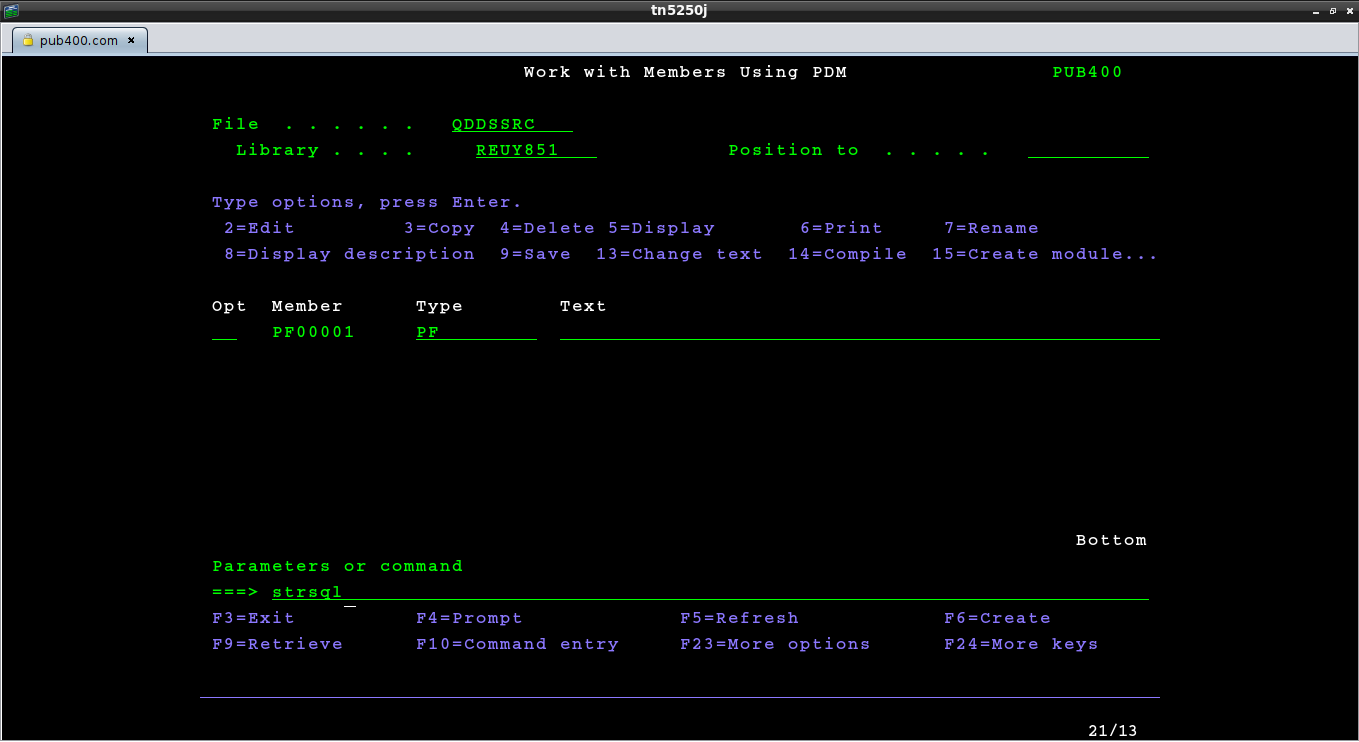 tn5250j
pub400.com
Work with Members Using PDM PUB400
File . . . . . . QDDSSRC
Library . . . . REUY851 Position to . . . . .
Type options, press Enter.
2=Edit 3=Copy 4=Delete 5=Display 6=Print 7=Rename
8=Display description 9=Save 13=Change text 14=Compile 15=Create module...
Opt Member Type Text
PF00001 PF
Bottom
Parameters or command
===> strsql
F3=Exit F4=Prompt F5=Refresh F6=Create
F9=Retrieve F10=Command entry F23=More options F24=More keys
21/13